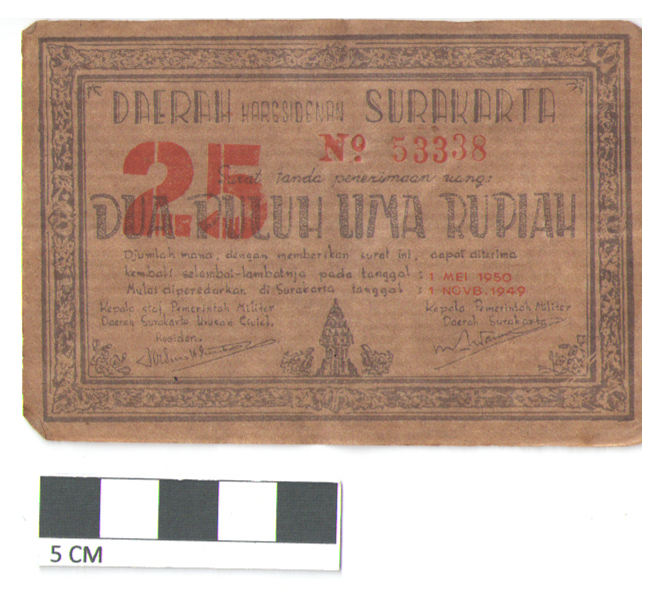 DAERAH KARESIDENAN SURAKARTA
25
No 53338
Surat tanda penerimaan uang:
DUA PULUH LIMA RUPIAH
Djumlah mana, dengan memberikan surat ini, dapat diterima
kembali selambat-lambatnja pada tanggal : 1 MEI 1950
Mulai diperedarkan di Surakarta tanggal : 1 NOVB. 1949
Kepala staf Pemerintah Militer
Daerah Surakarta Urusan Civiel.
Residen.
Kepala Pemerintah Militer
Daerah Surakarta.
5 CM